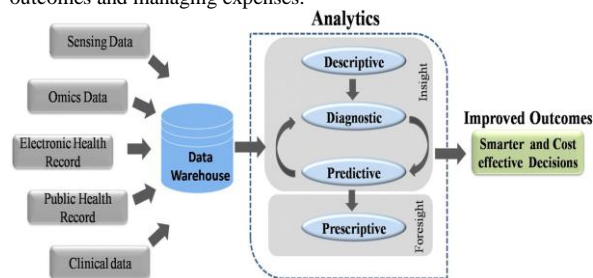 outcomes and managing expenses.
Analytics
Sensing Data
Omics Data
Electronic Health
Record
Public Health
Record
Clinical data
Data
Warehouse
Descriptive
Diagnostic
Predictive
Prescriptive
Insight
Foresight
Improved Outcomes
Smarter and Cost
effective Decisions